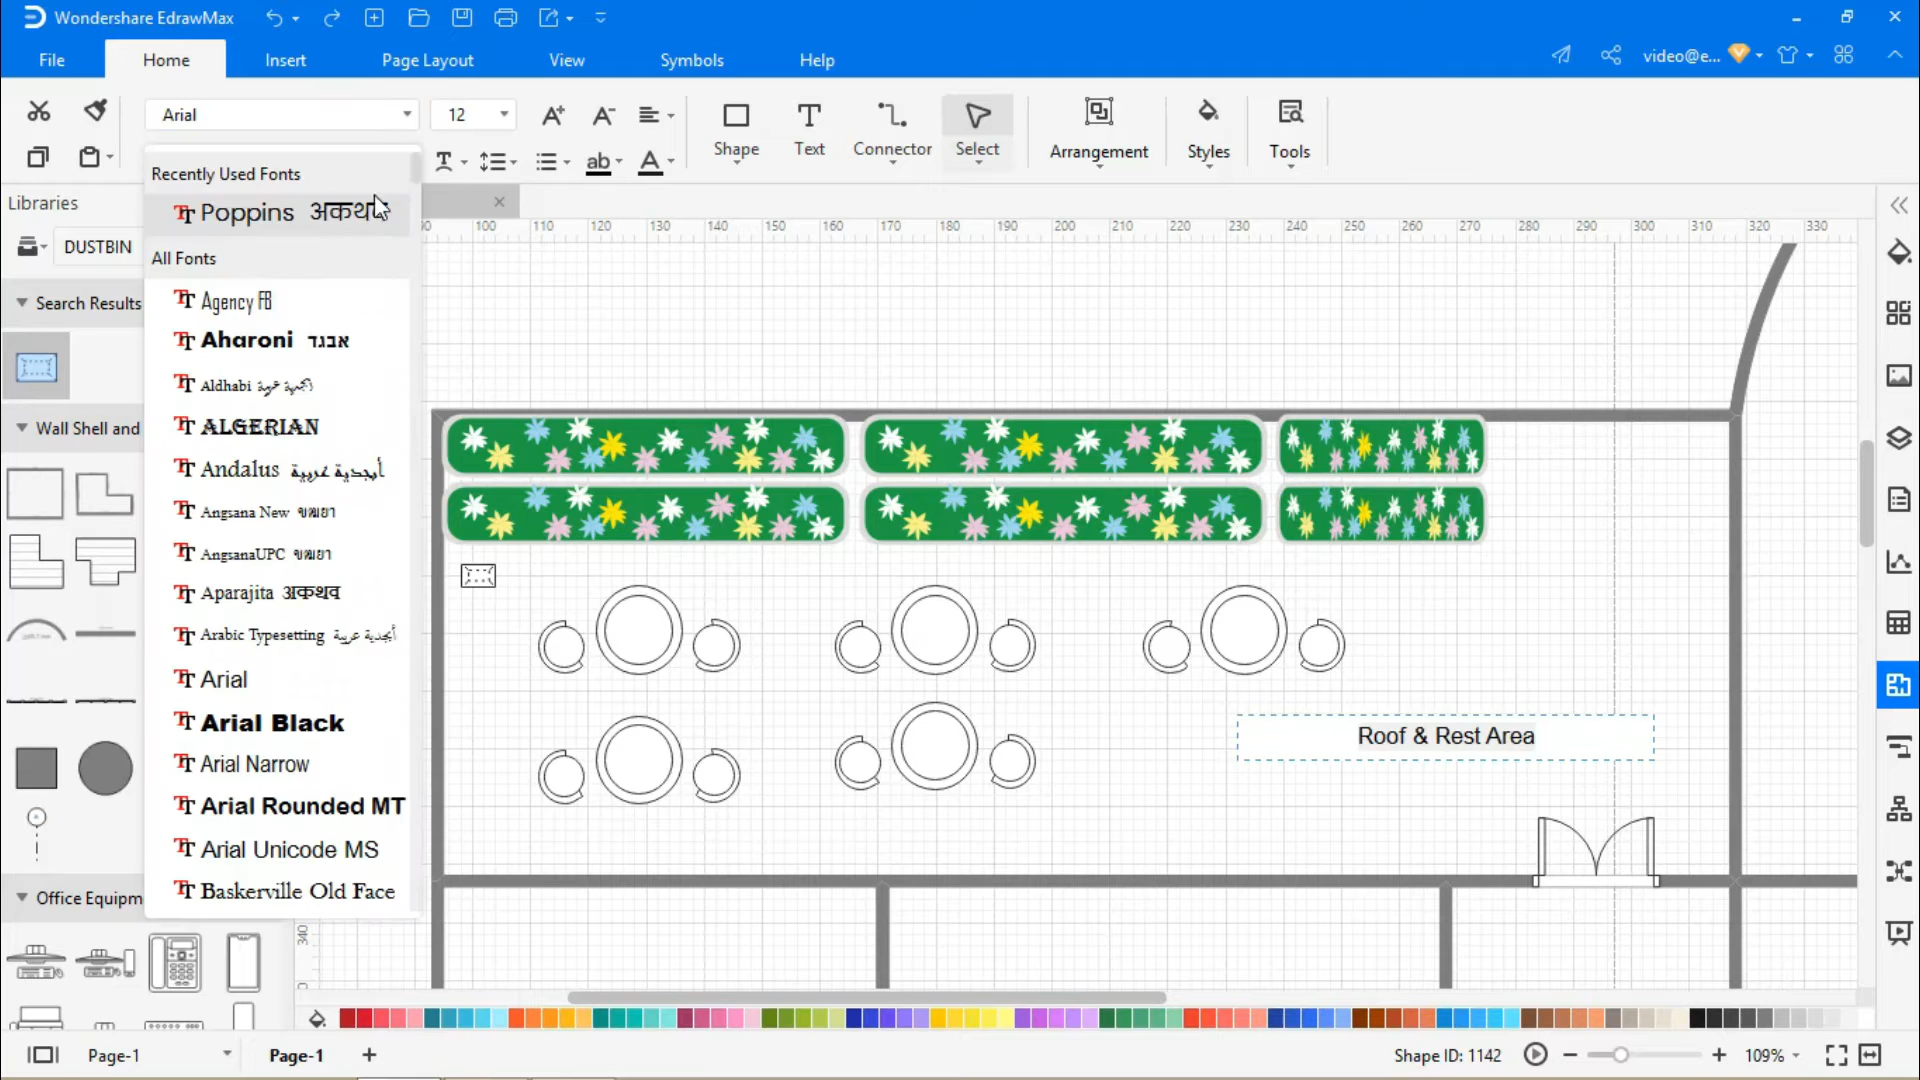 Wondershare EdrawMax
File Home Insert Page Layout View Symbols Help
video@e...
Arial 12
Shape Text Connector Select Arrangement Styles Tools
Recently Used Fonts
Libraries
Poppins
DUSTBIN
All Fonts
Search Results
Agency FB
Aharoni אבגד
Aldhabi
ALGERIAN
Wall Shell and
Andalus أبجدية عربية
Angsana New
AngsanaUPC
Aparajita अकथव
Arabic Typesetting أبجدية عربية
Arial
Arial Black
Arial Narrow
Arial Rounded MT
Arial Unicode MS
Baskerville Old Face
Office Equipm
100 110 120 130 140 150 160 170 180 190 200 210 220 230 240 250 260 270 280 290 300 310 320 330
Roof & Rest Area
340
Page-1 Page-1
Shape ID: 1142 109%